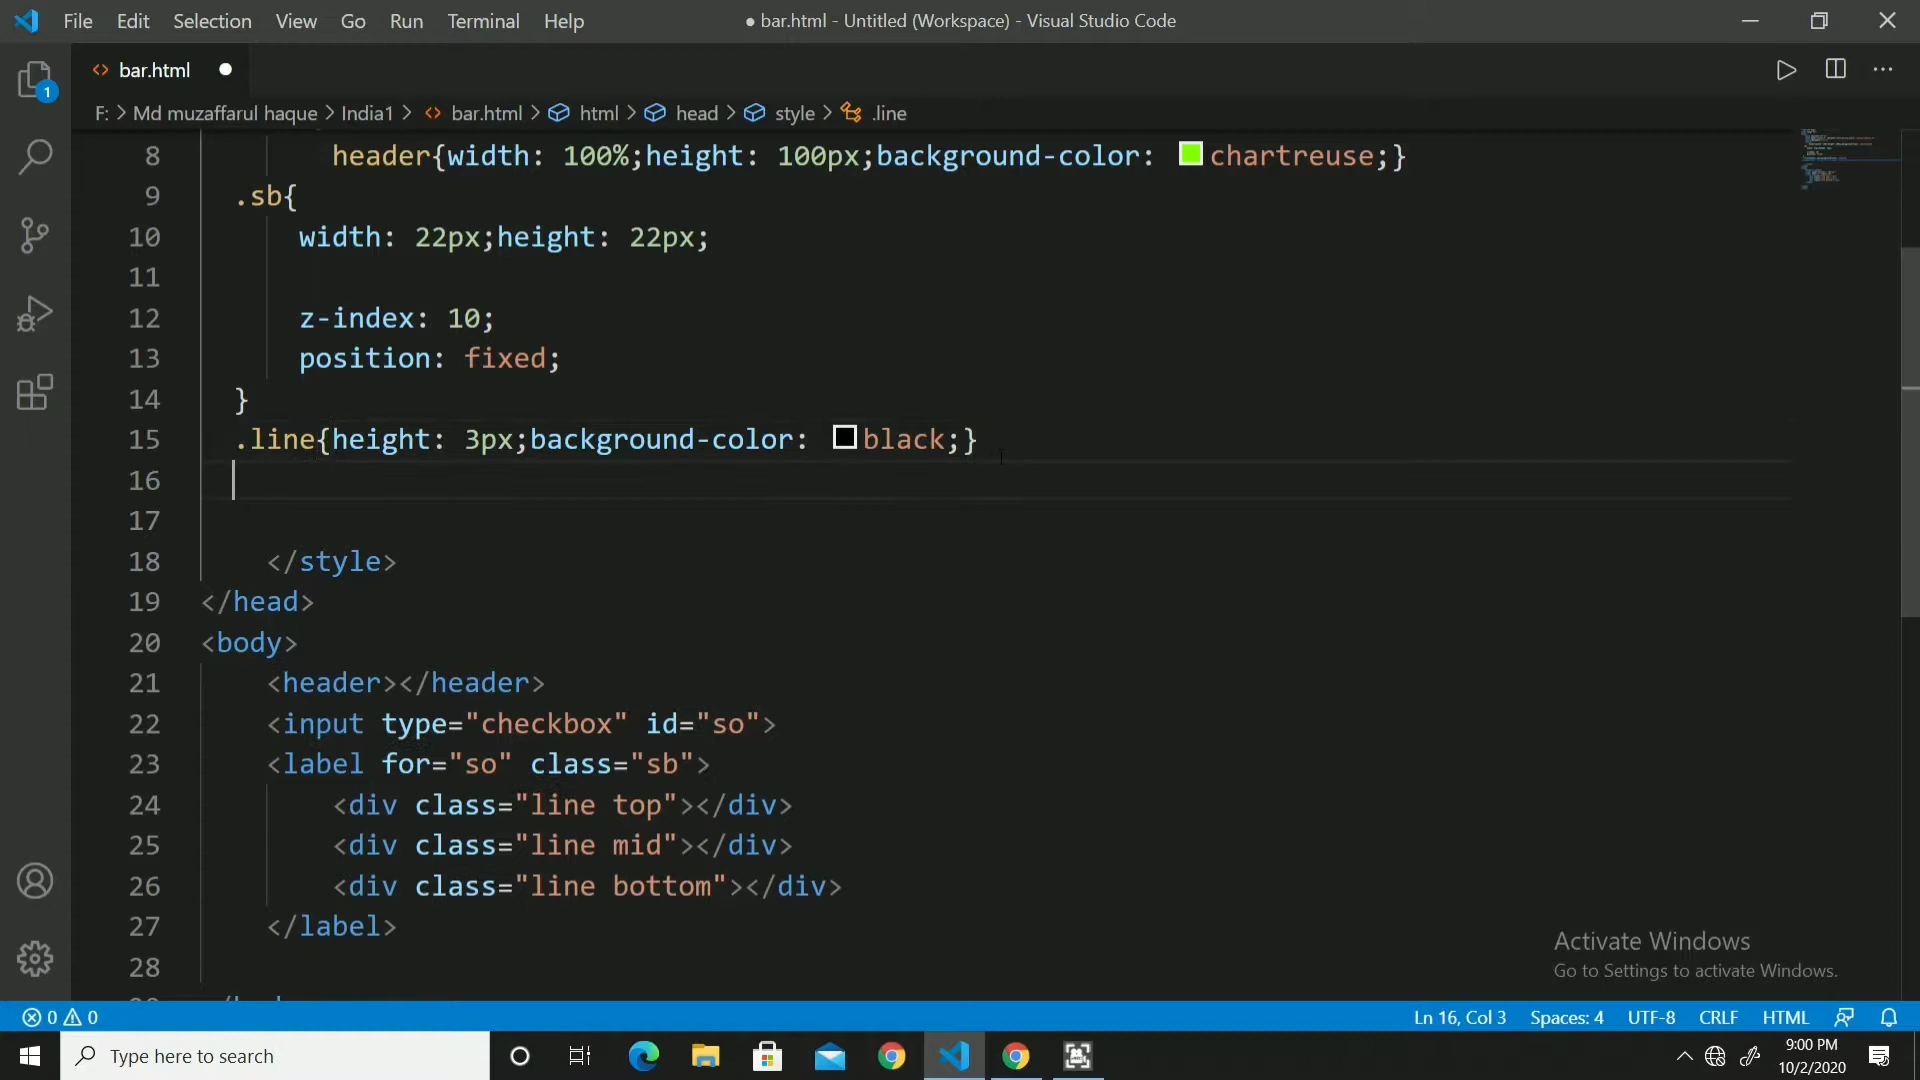 File Edit Selection View Go Run Terminal Help ● bar.html - Untitled (Workspace) - Visual Studio Code
bar.html
F: > Md muzaffarul haque > India1 > bar.html > html > head > style > .line
1
8 header{width: 100%;height: 100px;background-color: chartreuse;}
9 .sb{
10 width: 22px;height: 22px;
11
12 z-index: 10;
13 position: fixed;
14 }
15 .line{height: 3px;background-color: black;}
16
17
18 </style>
19 </head>
20 <body>
21 <header></header>
22 <input type="checkbox" id="so">
23 <label for="so" class="sb">
24 <div class="line top"></div>
25 <div class="line mid"></div>
26 <div class="line bottom"></div>
27 </label>
28
Activate Windows
Go to Settings to activate Windows.
0 0 Ln 16, Col 3 Spaces: 4 UTF-8 CRLF HTML
Type here to search
9:00 PM
10/2/2020